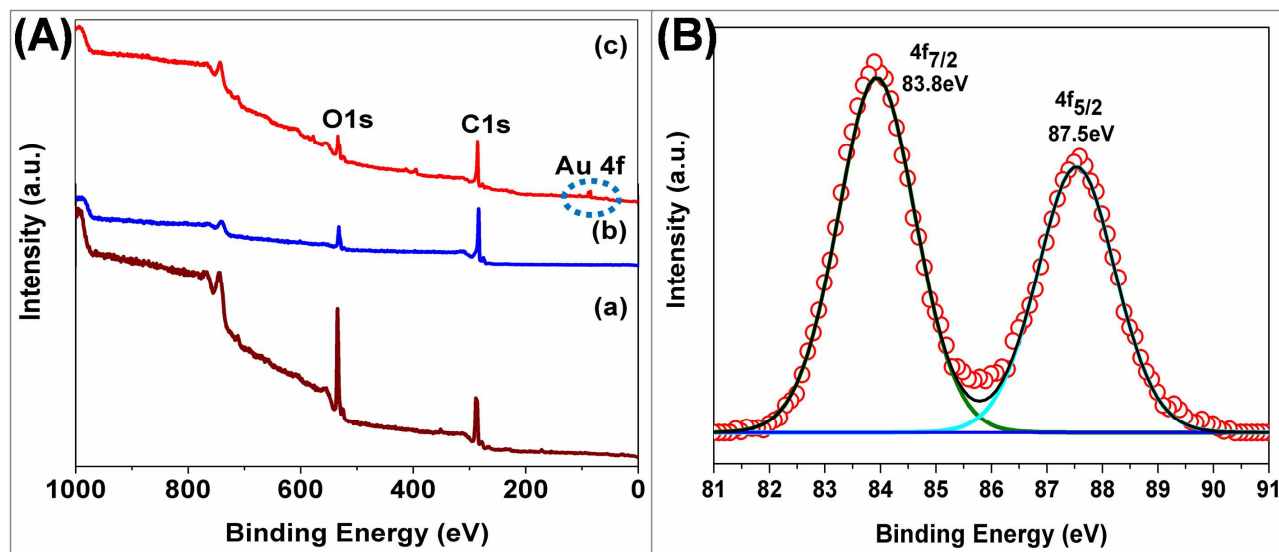 (A)
(c)
O1s
C1s
Au 4f
(b)
(a)
Intensity (a.u.)
1000 800 600 400 200 0
Binding Energy (eV)
(B)
4f7/2
83.8eV
4f5/2
87.5eV
Intensity (a.u.)
81 82 83 84 85 86 87 88 89 90 91
Binding Energy (eV)